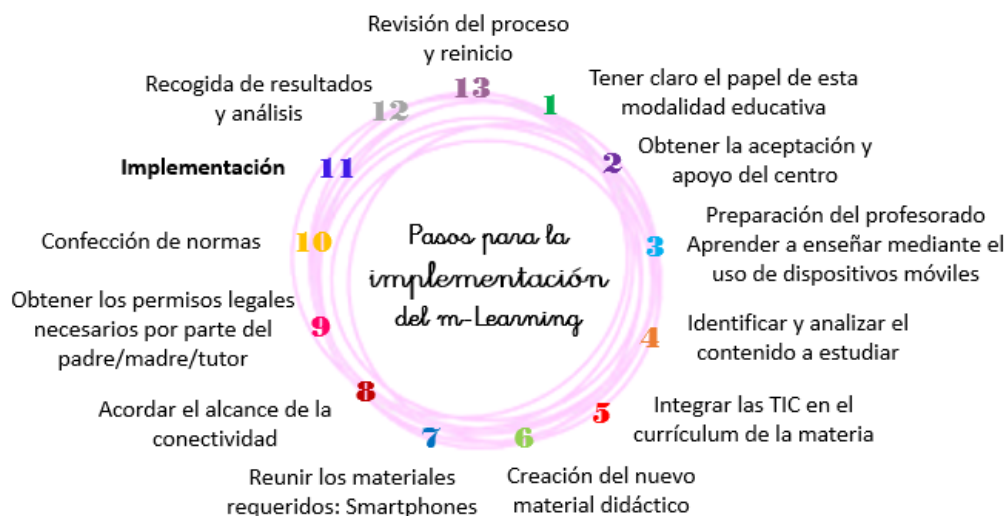 Pasos para la
implementación
del m-Learning
1
Tener claro el papel de esta
modalidad educativa
2
Obtener la aceptación y
apoyo del centro
3
Preparación del profesorado
Aprender a enseñar mediante el
uso de dispositivos móviles
4
Identificar y analizar el
contenido a estudiar
5
Integrar las TIC en el
currículum de la materia
6
Creación del nuevo
material didáctico
7
Reunir los materiales
requeridos: Smartphones
8
Acordar el alcance de la
conectividad
9
Obtener los permisos legales
necesarios por parte del
padre/madre/tutor
10
Confección de normas
11
Implementación
12
Recogida de resultados
y análisis
13
Revisión del proceso
y reinicio